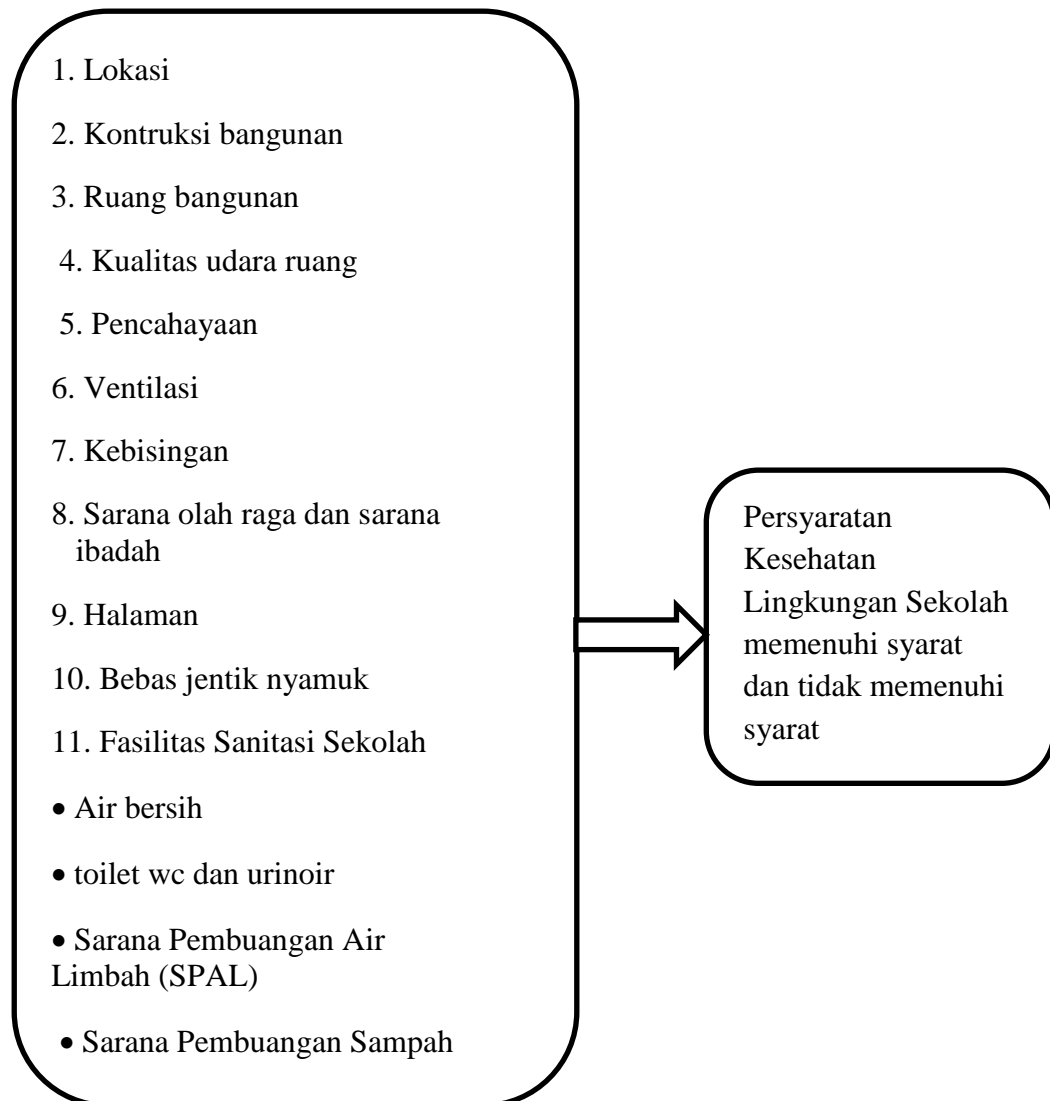 1. Lokasi
2. Kontruksi bangunan
3. Ruang bangunan
4. Kualitas udara ruang
5. Pencahayaan
6. Ventilasi
7. Kebisingan
8. Sarana olah raga dan sarana
ibadah
9. Halaman
10. Bebas jentik nyamuk
11. Fasilitas Sanitasi Sekolah
• Air bersih
• toilet wc dan urinoir
• Sarana Pembuangan Air
Limbah (SPAL)
• Sarana Pembuangan Sampah
Persyaratan
Kesehatan
Lingkungan Sekolah
memenuhi syarat
dan tidak memenuhi
syarat